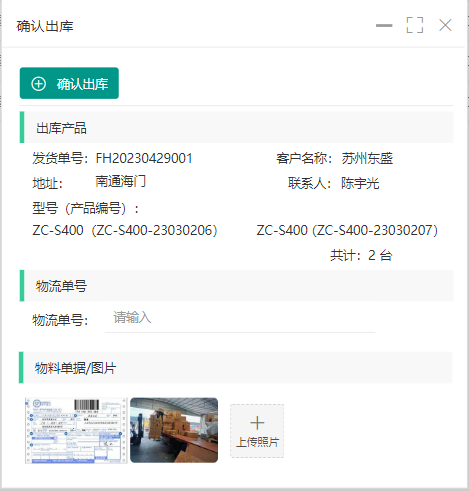 确认出库
确认出库
出库产品
发货单号：FH20230429001 客户名称：苏州东盛
地址：南通海门 联系人：陈宇光
型号（产品编号）：
ZC-S400（ZC-S400-23030206） ZC-S400 (ZC-S400-23030207）
共计：2 台
物流单号
物流单号：请输入
物料单据/图片
上传照片